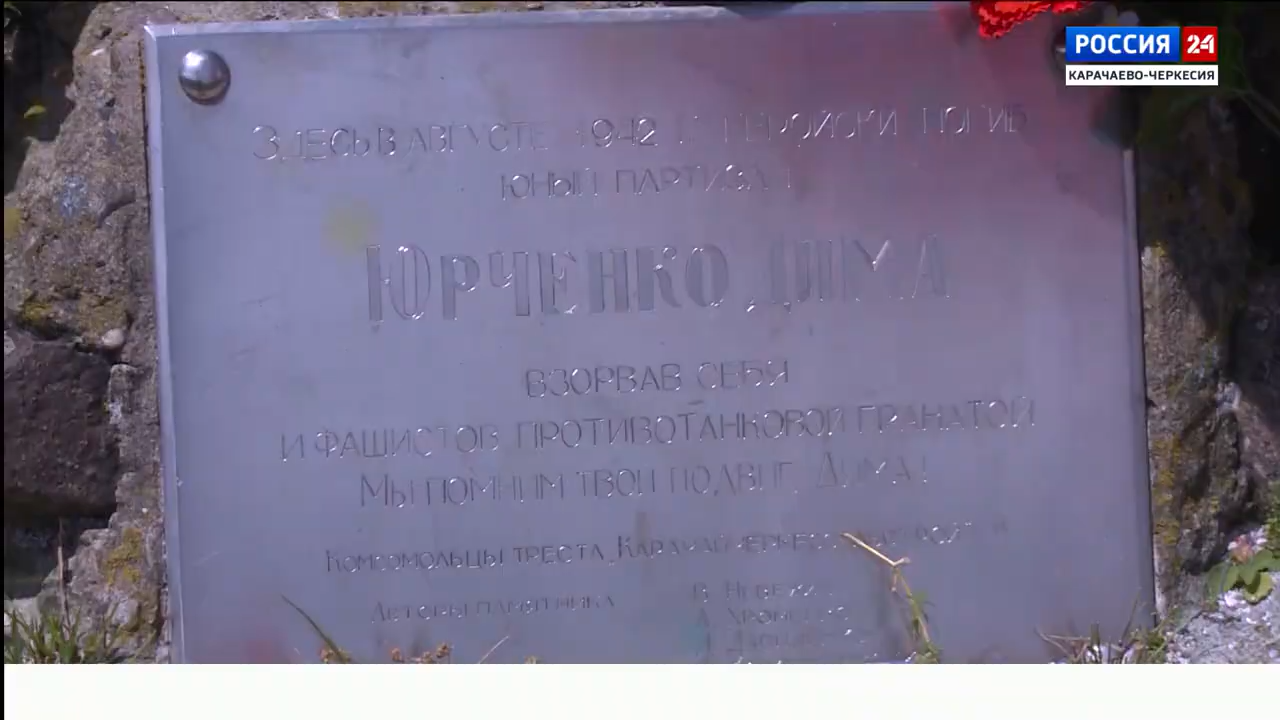 РОССИЯ 24
КАРАЧАЕВО-ЧЕРКЕСИЯ
ЗДЕСЬ В АВГУСТЕ 1942 Г. ГЕРОЙСКИ ПОГИБ
ЮНЫЙ ПАРТИЗАН
ЮРЧЕНКО ДИМА
ВЗОРВАВ СЕБЯ
И ФАШИСТОВ ПРОТИВОТАНКОВОЙ ГРАНАТОЙ
МЫ ПОМНИМ ТВОЙ ПОДВИГ, ДИМА!
КОМСОМОЛЬЦЫ ТРЕСТА
АВТОРЫ ПАМЯТНИКА
В.
А.